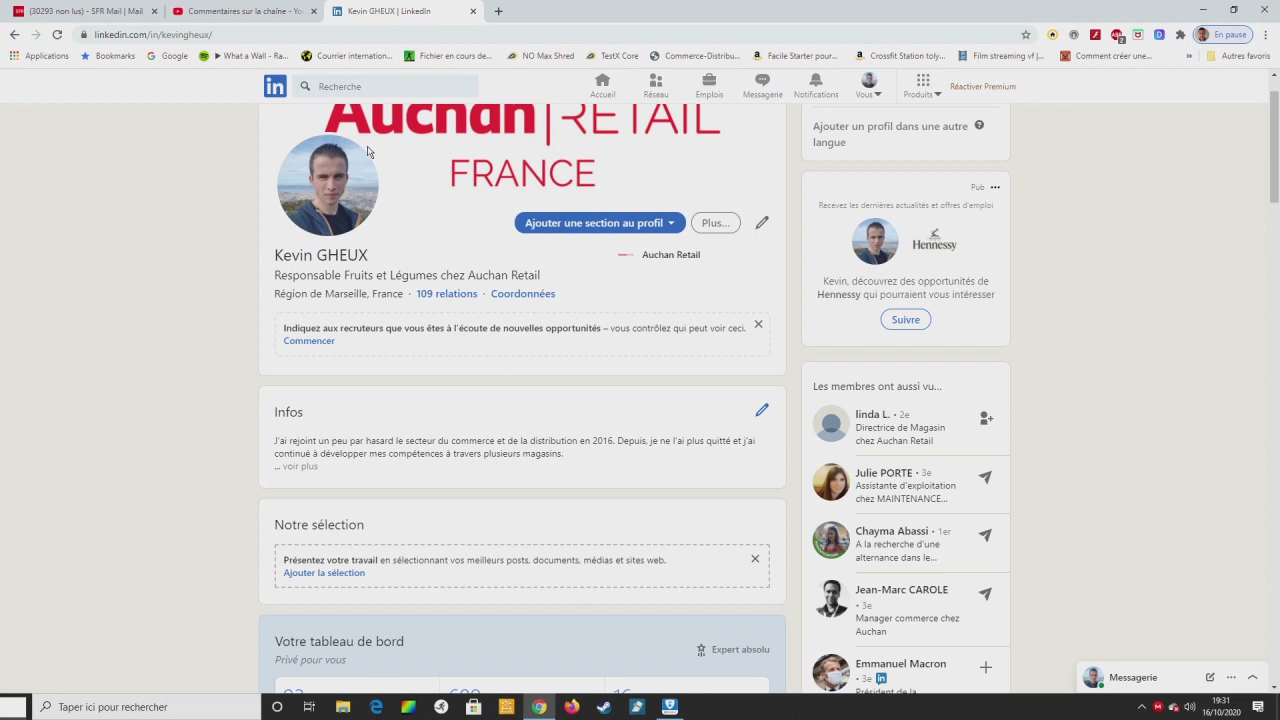 (30293 non lus) - SFR Mail | Mail
Commentaires sur la chaîne - You
Kevin GHEUX | LinkedIn
linkedin.com/in/kevingheux/
En pause
Applications
Bookmarks
Google
What a Wall - Ra...
Courrier internation...
Fichier en cours de...
NO Max Shred
TestX Core
Commerce-Distribu...
Facile Starter pour...
Crossfit Station toly...
Film streaming vf |...
Comment créer une...
Autres favoris
Recherche
Accueil
Réseau
Emplois
Messagerie
Notifications
Vous
Produits
Réactiver Premium
Auchan | RETAIL
FRANCE
Ajouter une section au profil
Plus...
Kevin GHEUX
Auchan Retail
Responsable Fruits et Légumes chez Auchan Retail
Région de Marseille, France · 109 relations · Coordonnées
Indiquez aux recruteurs que vous êtes à l'écoute de nouvelles opportunités – vous contrôlez qui peut voir ceci.
Commencer
Infos
J'ai rejoint un peu par hasard le secteur du commerce et de la distribution en 2016. Depuis, je ne l'ai plus quitté et j'ai
continué à développer mes compétences à travers plusieurs magasins.
... voir plus
Notre sélection
Présentez votre travail en sélectionnant vos meilleurs posts, documents, médias et sites web.
Ajouter la sélection
Votre tableau de bord
Privé pour vous
Expert absolu
Ajouter un profil dans une autre
langue
Pub
Recevez les dernières actualités et offres d'emploi
Hennessy
Kevin, découvrez des opportunités de
Hennessy qui pourraient vous intéresser
Suivre
Les membres ont aussi vu...
linda L. • 2e
Directrice de Magasin
chez Auchan Retail
Julie PORTE • 3e
Assistante d'exploitation
chez MAINTENANCE...
Chayma Abassi • 1er
A la recherche d'une
alternance dans le...
Jean-Marc CAROLE
• 3e
Manager commerce chez
Auchan
Emmanuel Macron
• 3e
Président de la
Messagerie
Taper ici pour rechercher
19:31
16/10/2020